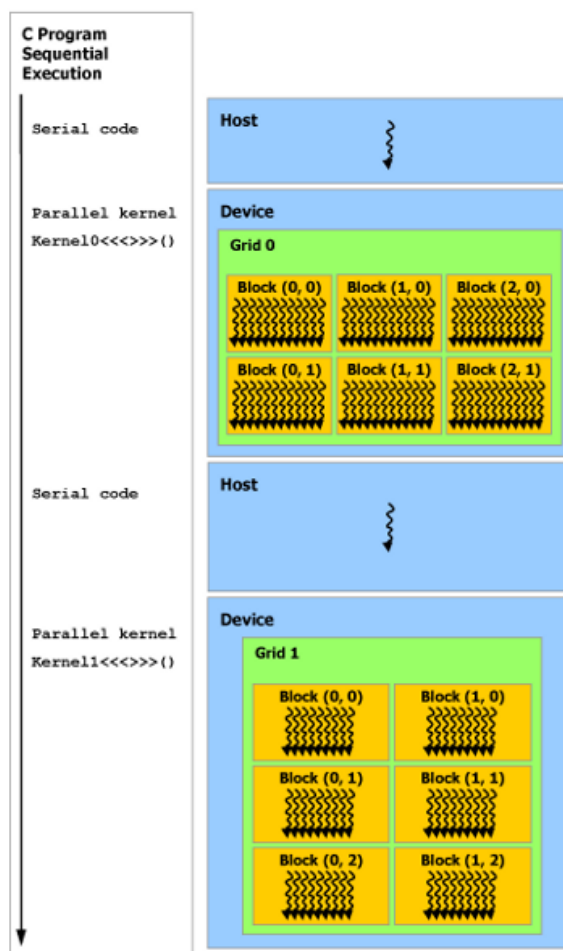 C Program
Sequential
Execution
Serial code
Host
Parallel kernel
Kernel0<<<>>>()
Device
Grid 0
Block (0, 0)
Block (1, 0)
Block (2, 0)
Block (0, 1)
Block (1, 1)
Block (2, 1)
Serial code
Host
Parallel kernel
Kernel1<<<>>>()
Device
Grid 1
Block (0, 0)
Block (1, 0)
Block (0, 1)
Block (1, 1)
Block (0, 2)
Block (1, 2)